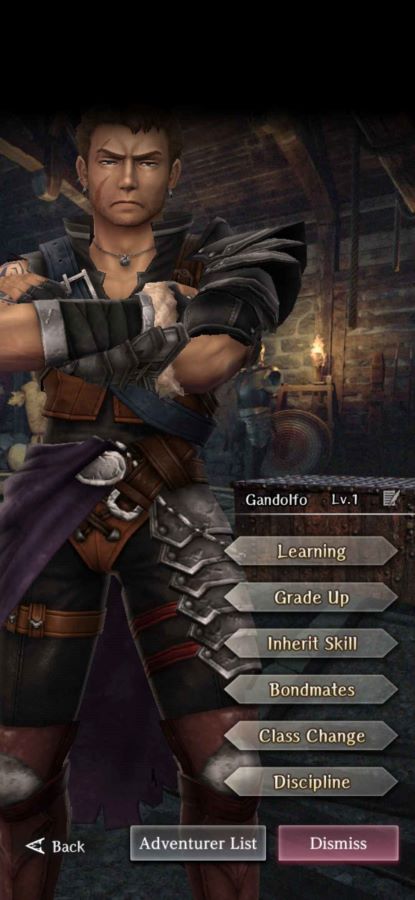 Gandolfo Lv.1
Learning
Grade Up
Inherit Skill
Bondmates
Class Change
Discipline
Back
Adventurer List
Dismiss